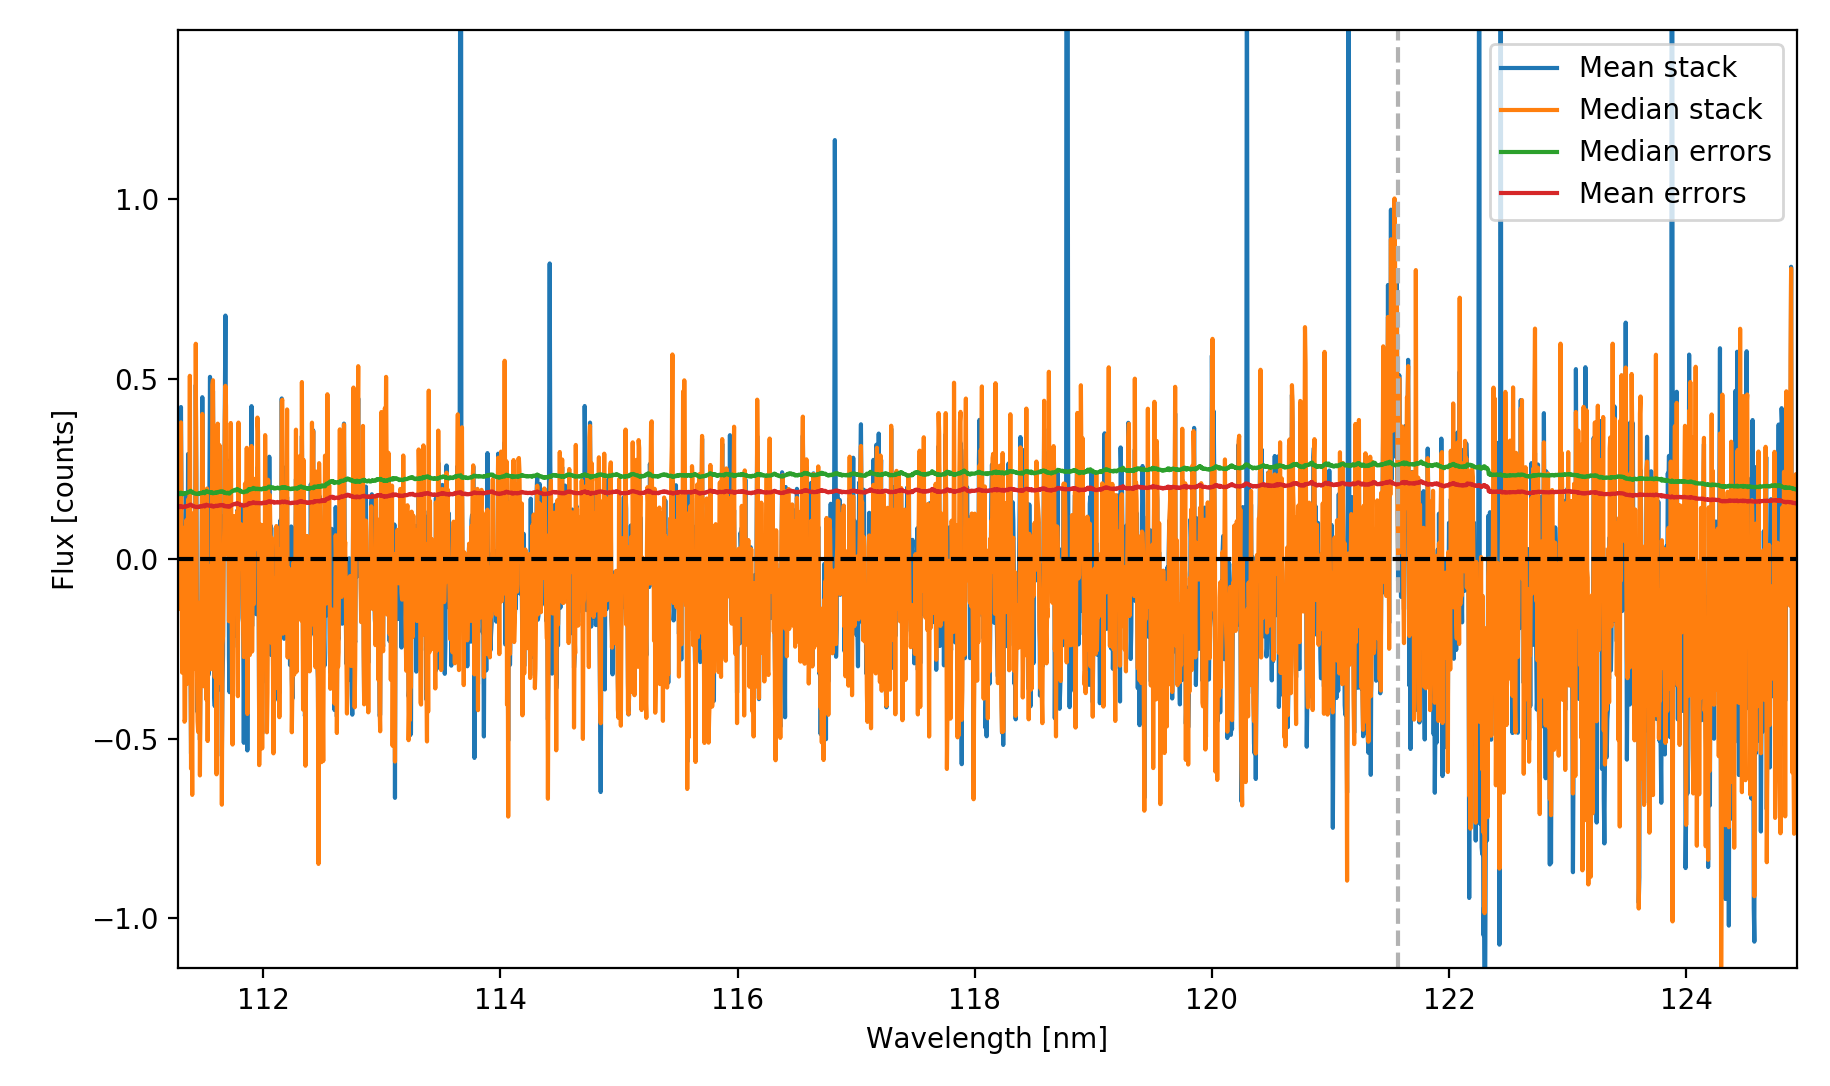 Mean stack
Median stack
Median errors
Mean errors
1.0
0.5
0.0
−0.5
−1.0
Flux [counts]
112 114 116 118 120 122 124
Wavelength [nm]